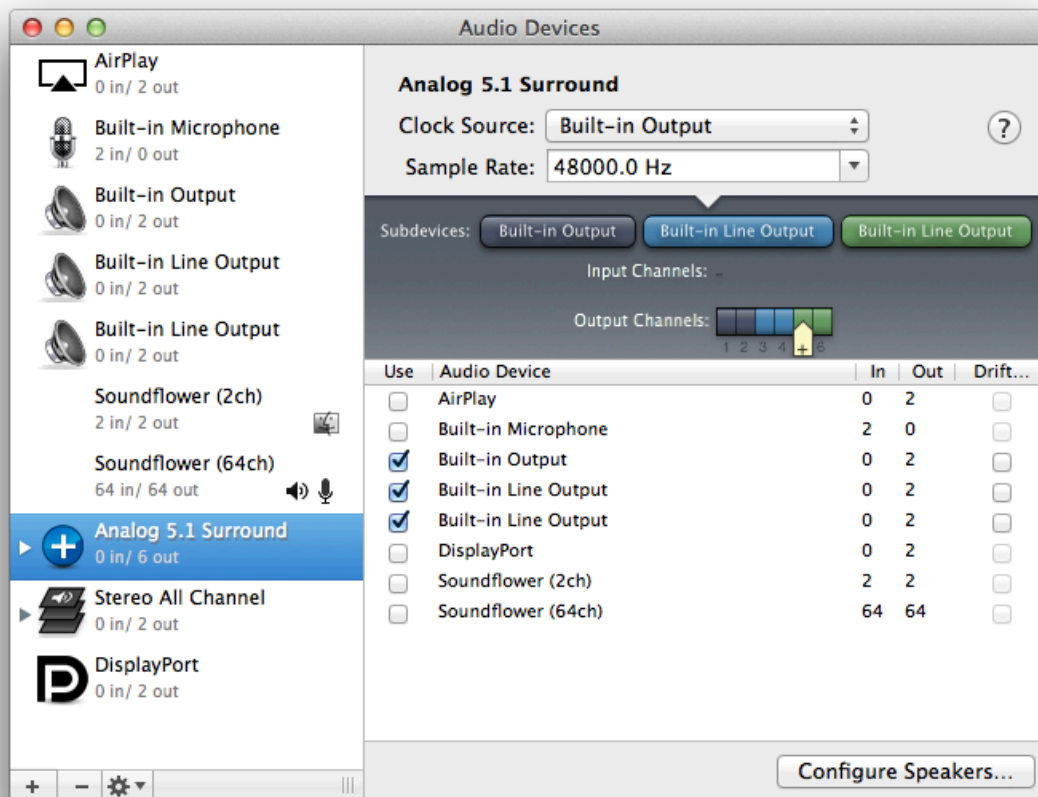 Audio Devices
AirPlay
0 in/ 2 out
Built-in Microphone
2 in/ 0 out
Built-in Output
0 in/ 2 out
Built-in Line Output
0 in/ 2 out
Built-in Line Output
0 in/ 2 out
Soundflower (2ch)
2 in/ 2 out
Soundflower (64ch)
64 in/ 64 out
Analog 5.1 Surround
0 in/ 6 out
Stereo All Channel
0 in/ 2 out
DisplayPort
0 in/ 2 out
Analog 5.1 Surround
Clock Source: Built-in Output
?
Sample Rate: 48000.0 Hz
Subdevices: Built-in Output Built-in Line Output Built-in Line Output
Input Channels: –
Output Channels:
1 2 3 4 + 6
Use Audio Device In Out Drift...
AirPlay 0 2
Built-in Microphone 2 0
Built-in Output 0 2
Built-in Line Output 0 2
Built-in Line Output 0 2
DisplayPort 0 2
Soundflower (2ch) 2 2
Soundflower (64ch) 64 64
Configure Speakers...